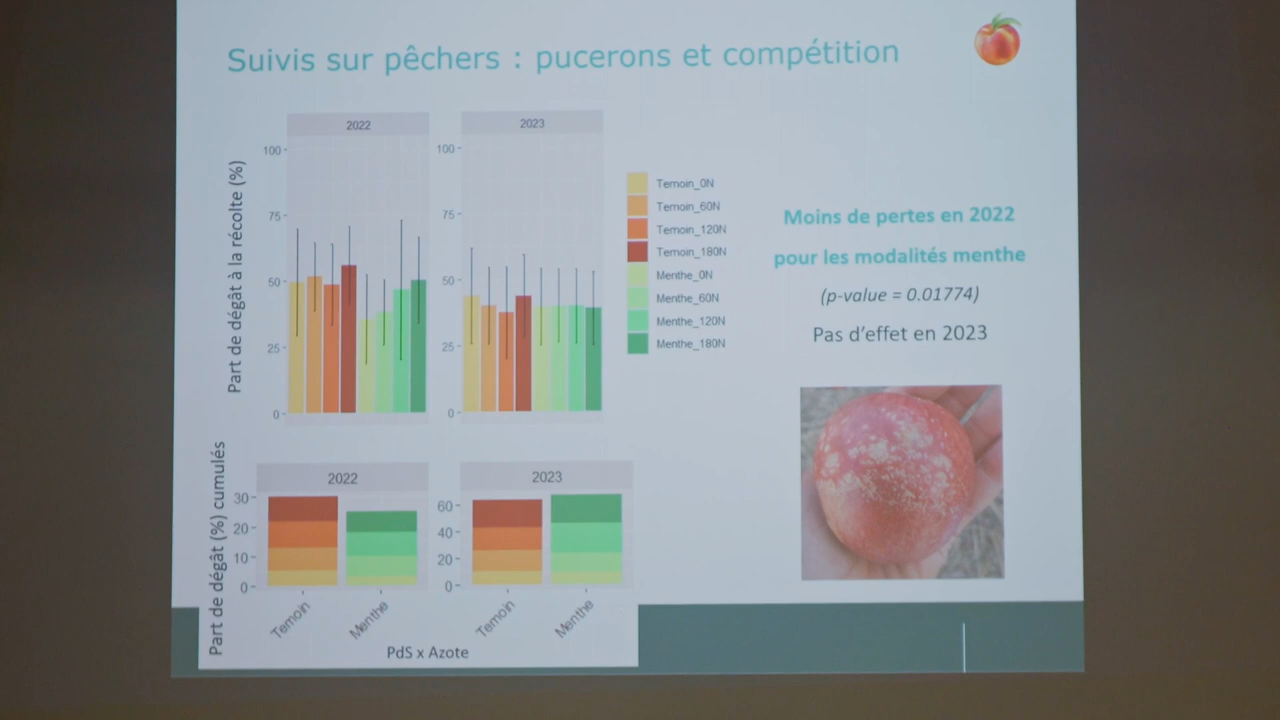 Suivis sur pêchers : pucerons et compétition
Part de dégât à la récolte (%)
2022
100
75
50
25
0
2023
100
75
50
25
0
Temoin_0N
Temoin_60N
Temoin_120N
Temoin_180N
Menthe_0N
Menthe_60N
Menthe_120N
Menthe_180N
Moins de pertes en 2022
pour les modalités menthe
(p-value = 0.01774)
Pas d'effet en 2023
Part de dégât (%) cumulés
2022
30
20
10
0
Temoin
Menthe
2023
60
40
20
0
Temoin
Menthe
PdS x Azote